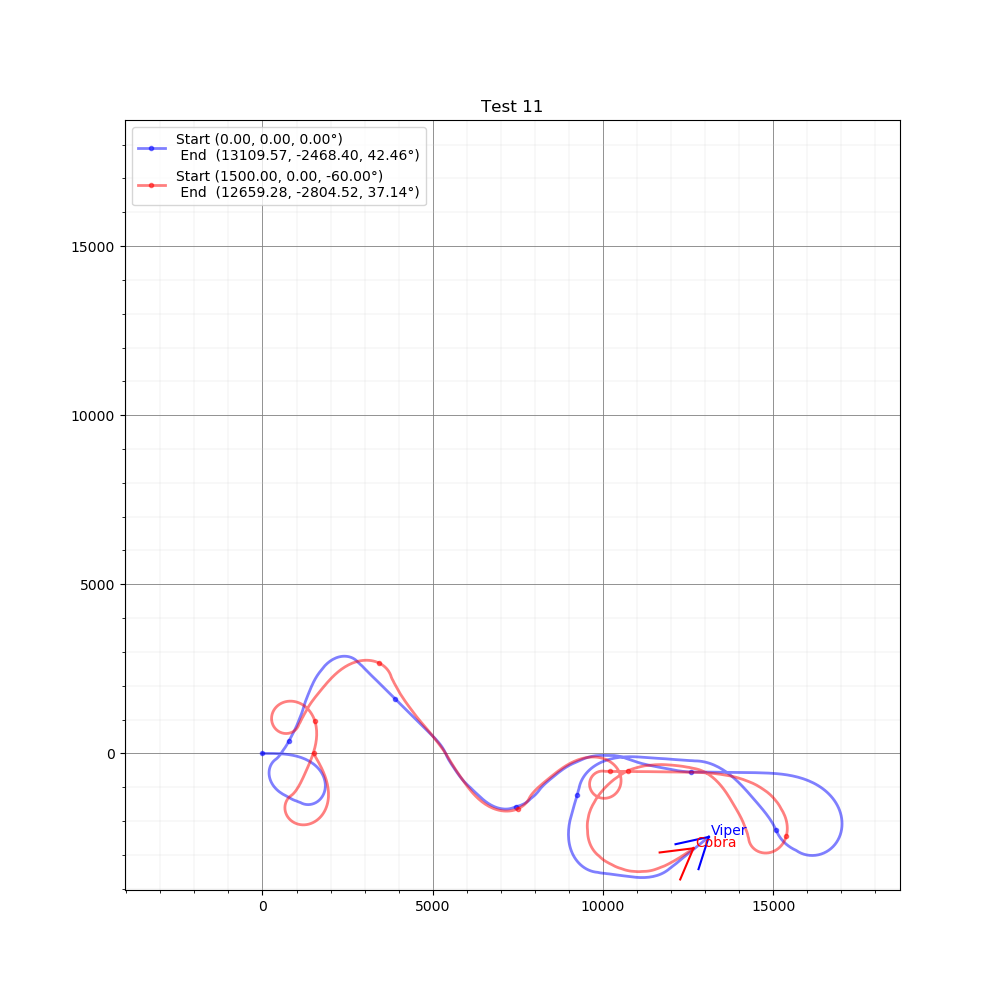 Test 11
Start (0.00, 0.00, 0.00°)
End (13109.57, -2468.40, 42.46°)
Start (1500.00, 0.00, -60.00°)
End (12659.28, -2804.52, 37.14°)
15000
10000
5000
0
Viper
Cobra
0
5000
10000
15000